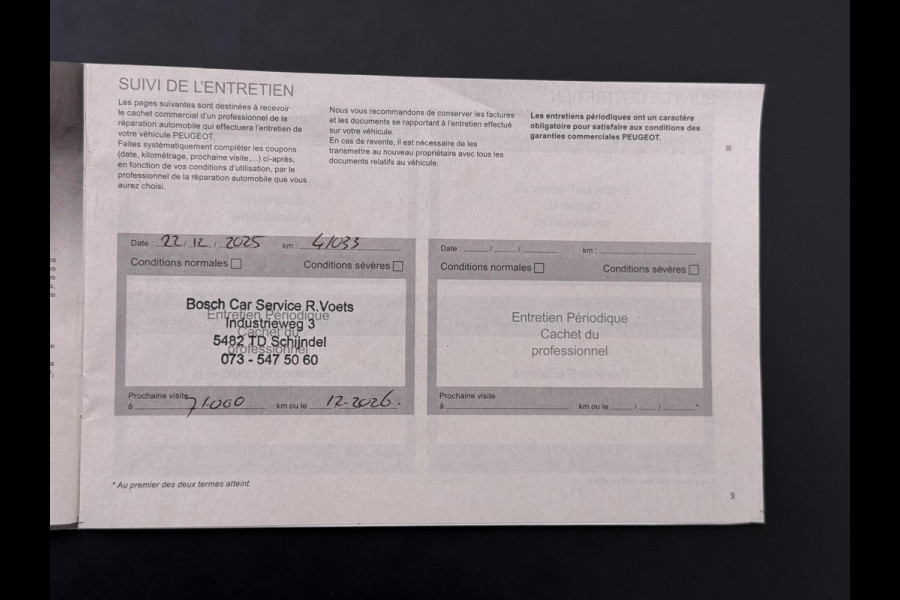 SUIVI DE L'ENTRETIEN
Les pages suivantes sont destinées à recevoir
le cachet commercial d'un professionnel de la
réparation automobile qui effectuera l'entretien de
votre véhicule PEUGEOT.
Faites systématiquement compléter les coupons
(date, kilométrage, prochaine visite,...) ci-après,
en fonction de vos conditions d'utilisation, par le
professionnel de la réparation automobile que vous
aurez choisi.
Nous vous recommandons de conserver les factures
et les documents se rapportant à l'entretien effectué
sur votre véhicule.
En cas de revente, il est nécessaire de les
transmettre au nouveau propriétaire avec tous les
documents relatifs au véhicule.
Les entretiens périodiques ont un caractère
obligatoire pour satisfaire aux conditions des
garanties commerciales PEUGEOT.
Date : 22 / 12 / 2025 km : 41033
Conditions normales Conditions sévères
Bosch Car Service R.Voets
Entretien Périodique
Industrieweg 3
Cachet du
5482 TD Schijndel
professionnel
073 - 547 50 60
Prochaine visite
à 71.000 km ou le 12-2026.
Date : / / km :
Conditions normales Conditions sévères
Entretien Périodique
Cachet du
professionnel
Prochaine visite
à km ou le / / *
* Au premier des deux termes atteint.
3